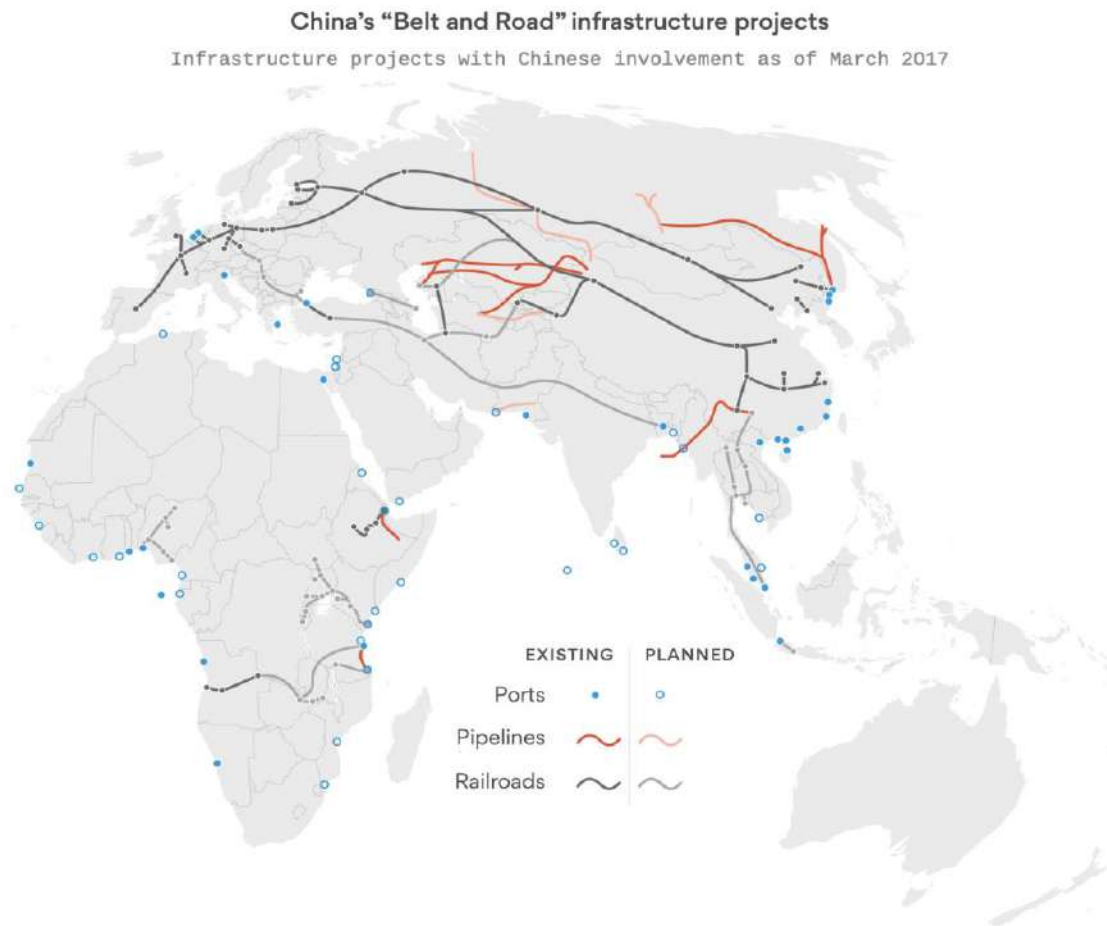 China's “Belt and Road” infrastructure projects
Infrastructure projects with Chinese involvement as of March 2017
EXISTING PLANNED
Ports
Pipelines
Railroads